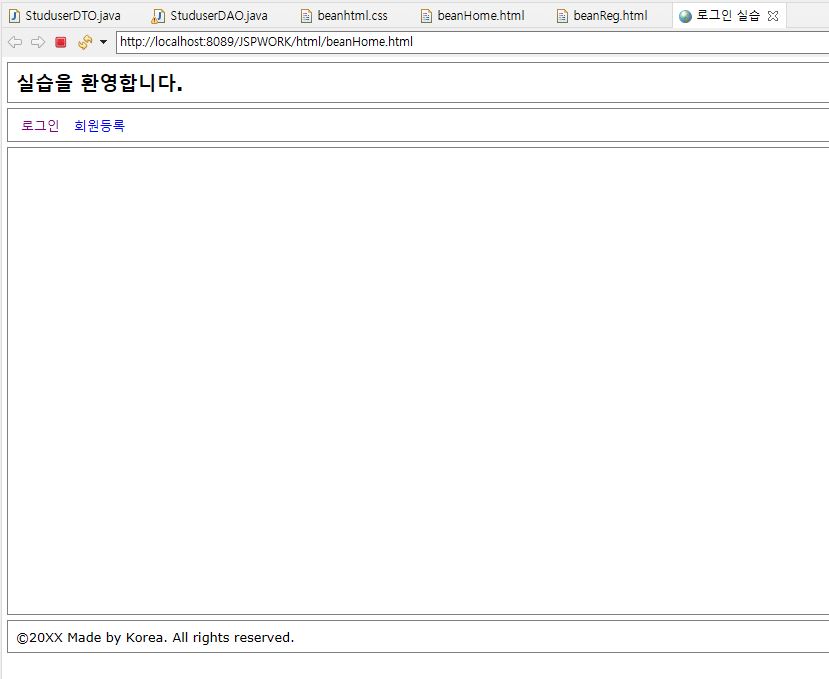 StuduserDTO.java StuduserDAO.java beanhtml.css beanHome.html beanReg.html 로그인 실습
http://localhost:8089/JSPWORK/html/beanHome.html
실습을 환영합니다.
로그인 회원등록
©20XX Made by Korea. All rights reserved.